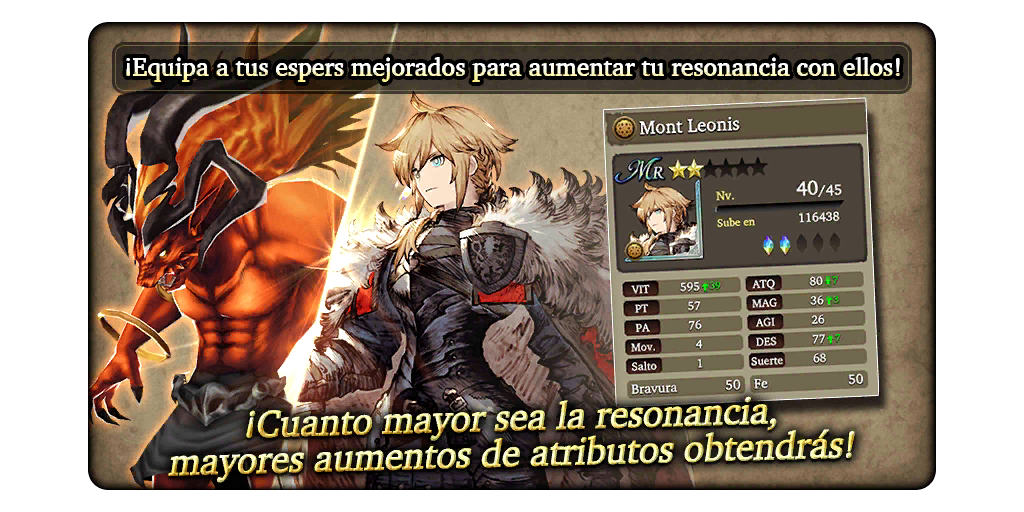 ¡Equipa a tus espers mejorados para aumentar tu resonancia con ellos!
Mont Leonis
MR
Nv. 40/45
Sube en 116438
VIT 595 39 ATQ 80 7
PT 57 MAG 36 3
PA 76 AGI 26
Mov. 4 DES 77 7
Salto 1 Suerte 68
Bravura 50 Fe 50
¡Cuanto mayor sea la resonancia,
mayores aumentos de atributos obtendrás!